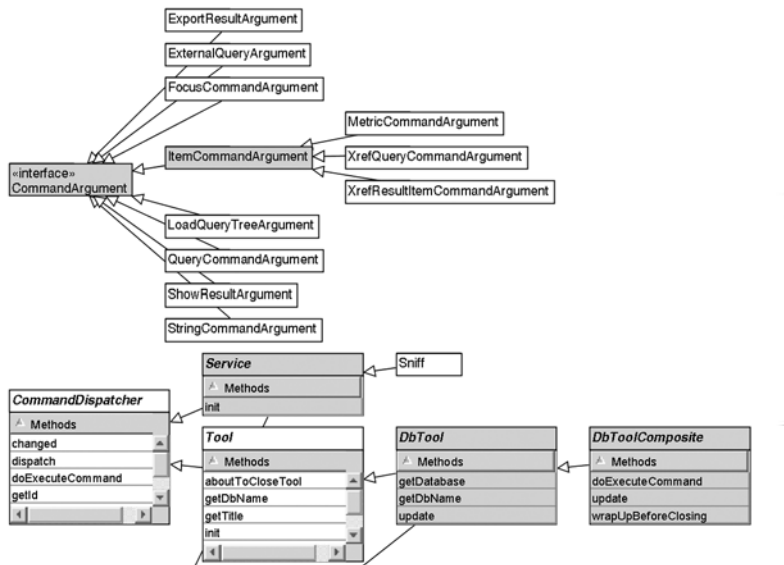 ExportResultArgument
ExternalQueryArgument
FocusCommandArgument
MetricCommandArgument
ItemCommandArgument
XrefQueryCommandArgument
«interface»
CommandArgument
XrefResultItemCommandArgument
LoadQueryTreeArgument
QueryCommandArgument
ShowResultArgument
StringCommandArgument
Service
Methods
init
Sniff
CommandDispatcher
Methods
changed
dispatch
doExecuteCommand
getId
Tool
Methods
aboutToCloseTool
getDbName
getTitle
init
DbTool
Methods
getDatabase
getDbName
update
DbToolComposite
Methods
doExecuteCommand
update
wrapUpBeforeClosing